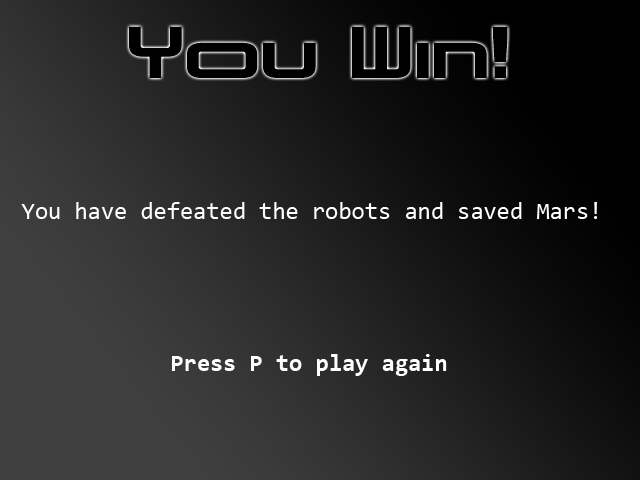 You Win!
You have defeated the robots and saved Mars!
Press P to play again